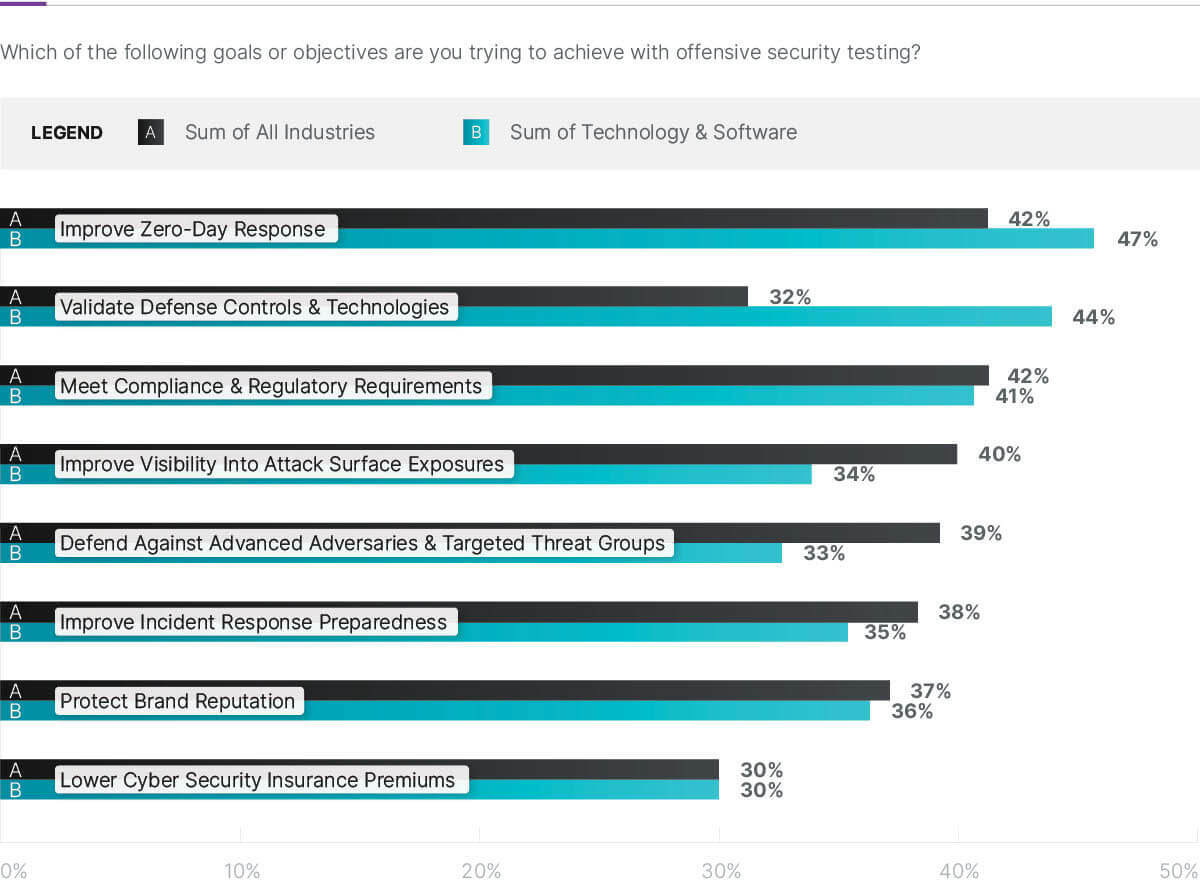 Which of the following goals or objectives are you trying to achieve with offensive security testing?
LEGEND A Sum of All Industries B Sum of Technology & Software
A 42%
Improve Zero-Day Response
B 47%
A 32%
Validate Defense Controls & Technologies
B 44%
A 42%
Meet Compliance & Regulatory Requirements
B 41%
A 40%
Improve Visibility Into Attack Surface Exposures
B 34%
A 39%
Defend Against Advanced Adversaries & Targeted Threat Groups
B 33%
A 38%
Improve Incident Response Preparedness
B 35%
A 37%
Protect Brand Reputation
B 36%
A 30%
Lower Cyber Security Insurance Premiums
B 30%
0% 10% 20% 30% 40% 50%